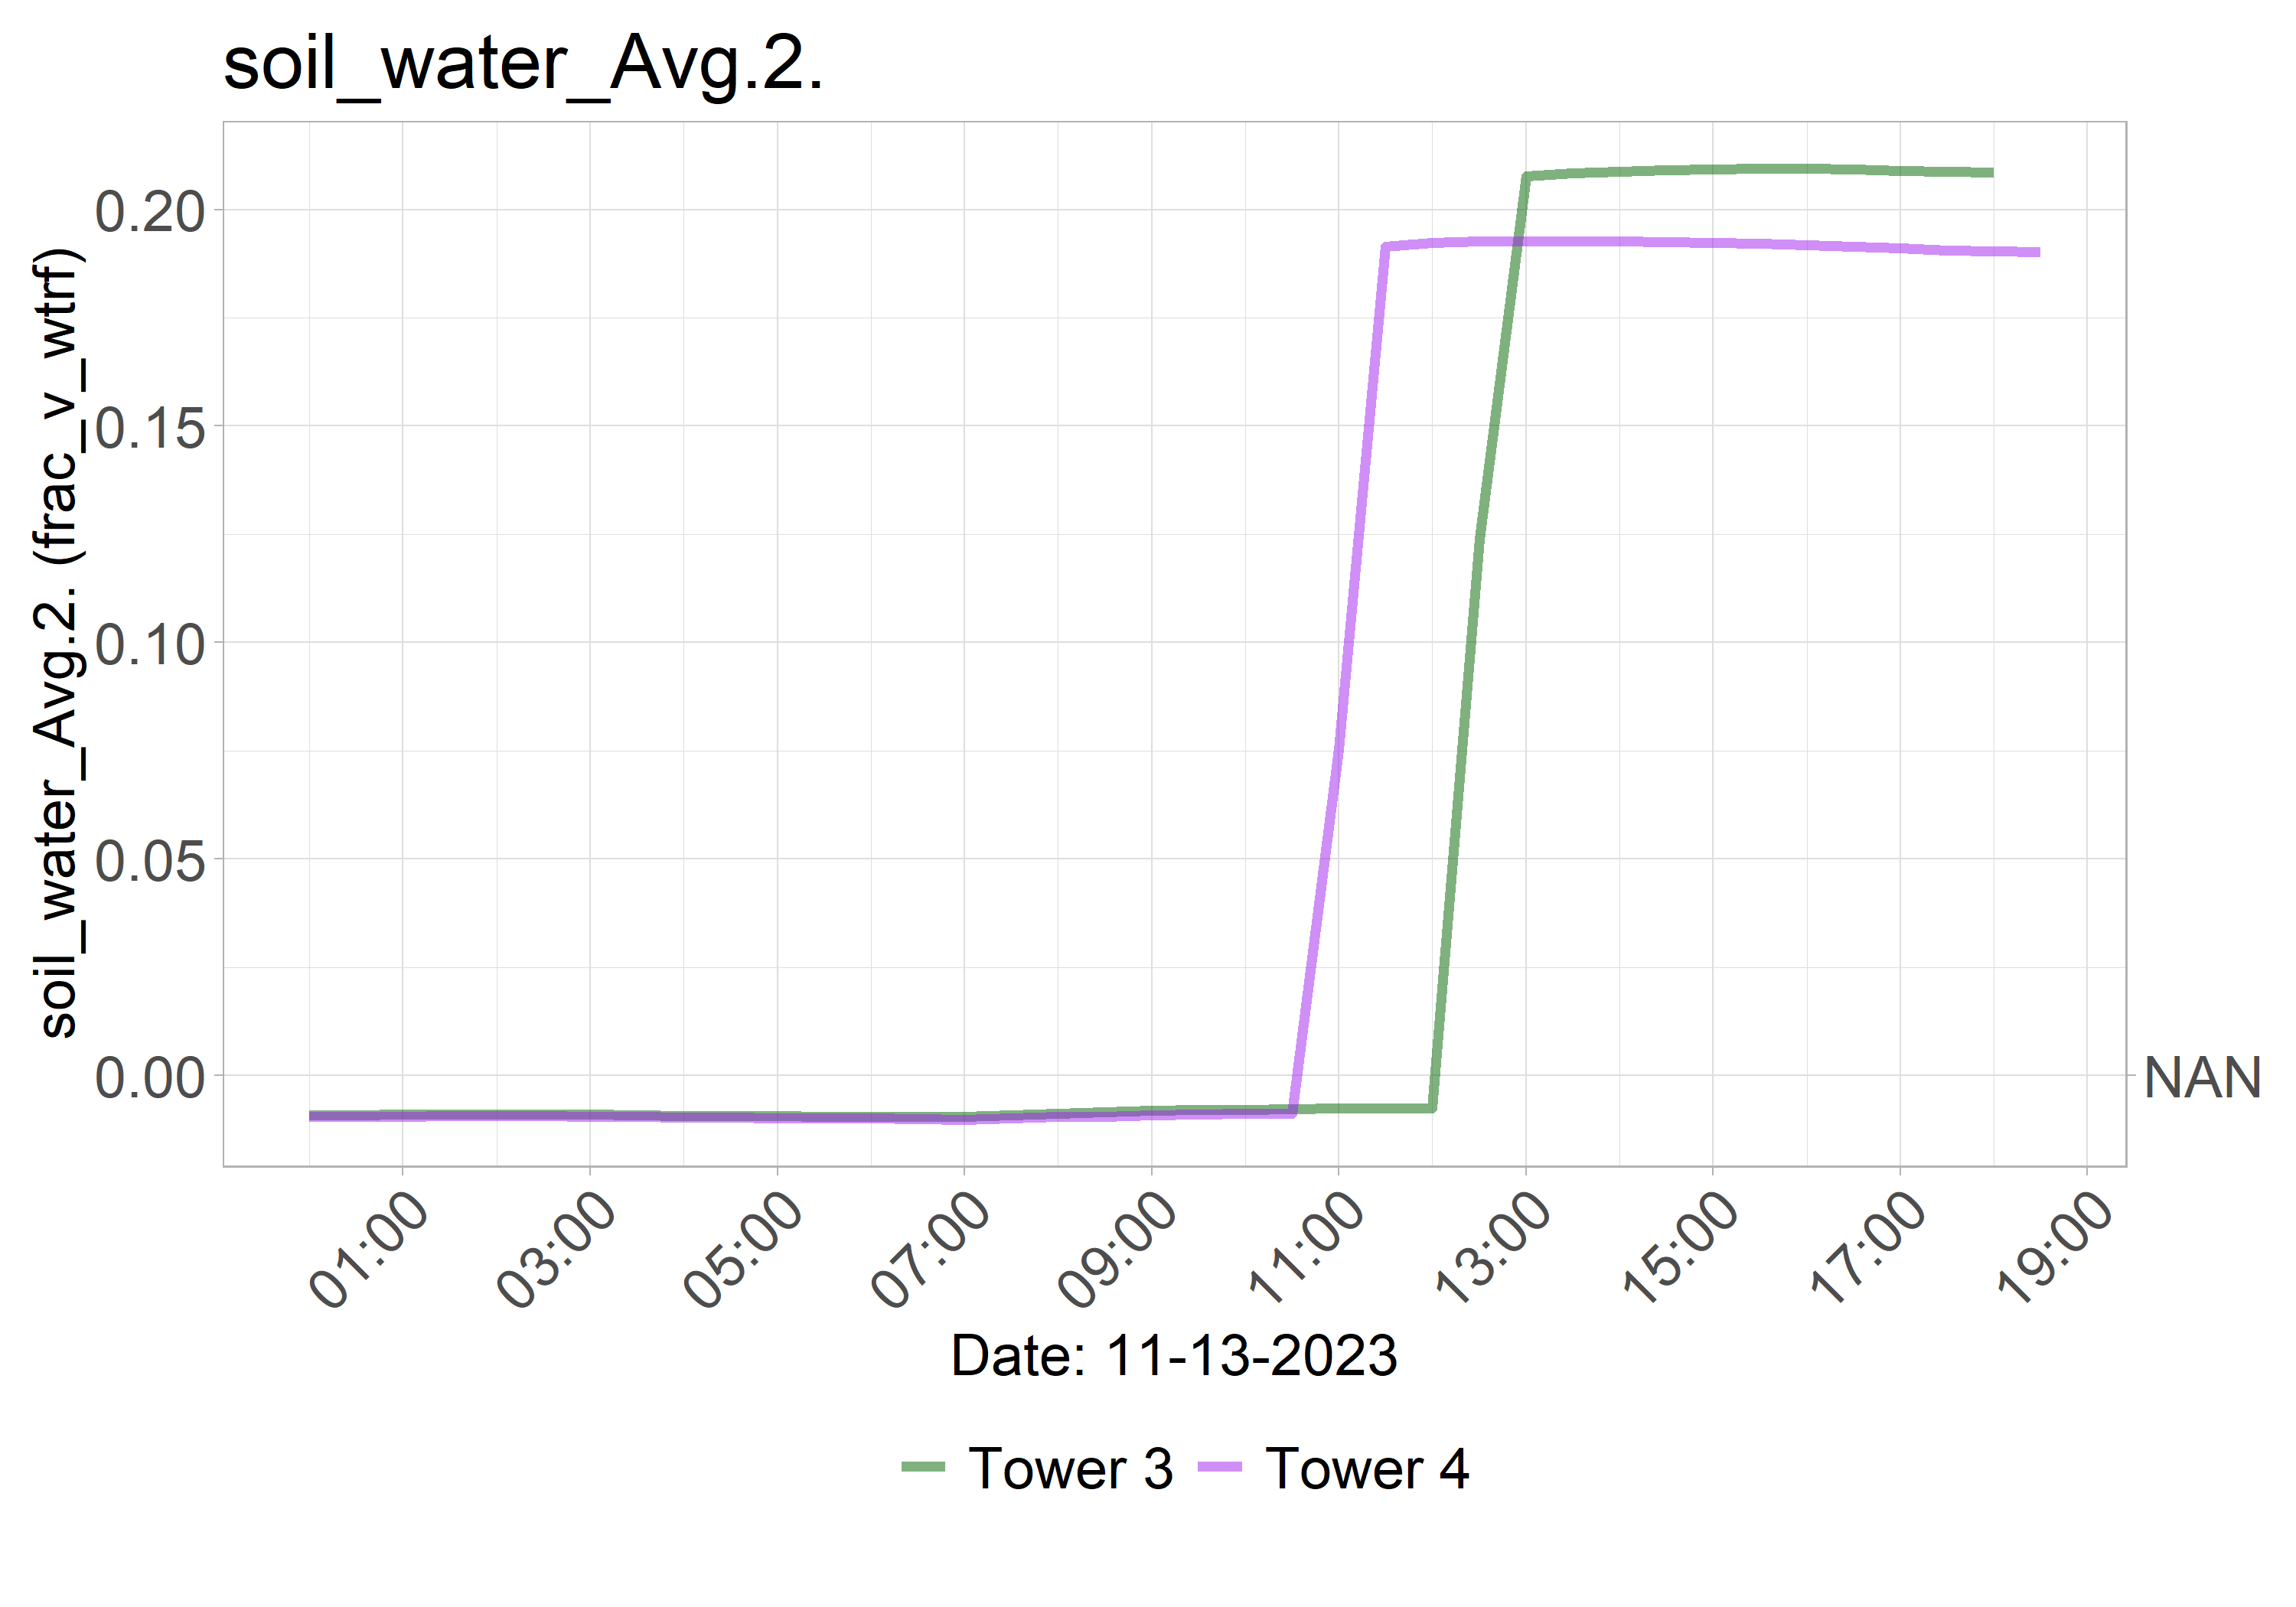 soil_water_Avg.2.
soil_water_Avg.2. (frac_v_wtrf)
0.20
0.15
0.10
0.05
0.00
NAN
01:00
03:00
05:00
07:00
09:00
11:00
13:00
15:00
17:00
19:00
Date: 11-13-2023
Tower 3
Tower 4